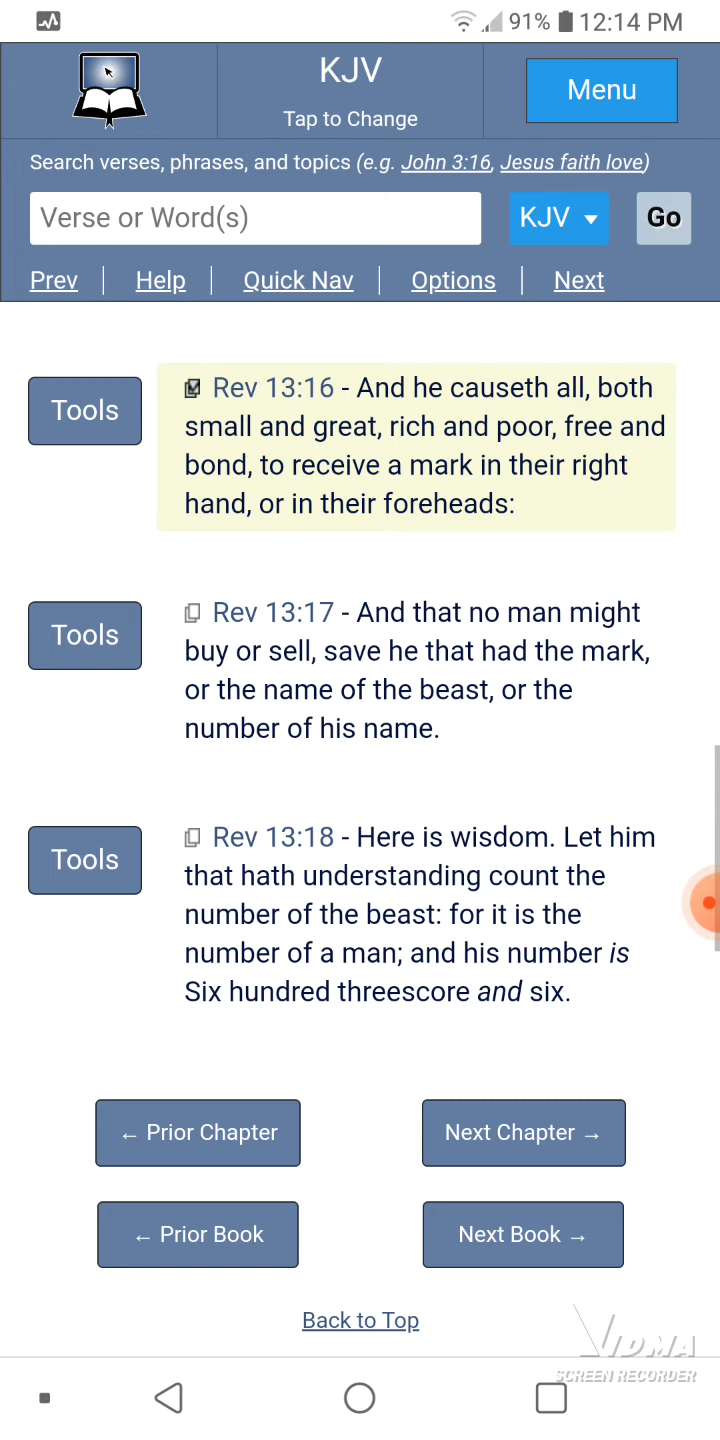 91% 12:14 PM
KJV
Tap to Change
Menu
Search verses, phrases, and topics (e.g. John 3:16, Jesus faith love)
Verse or Word(s)
KJV
Go
Prev
Help
Quick Nav
Options
Next
Tools
Rev 13:16 - And he causeth all, both
small and great, rich and poor, free and
bond, to receive a mark in their right
hand, or in their foreheads:
Tools
Rev 13:17 - And that no man might
buy or sell, save he that had the mark,
or the name of the beast, or the
number of his name.
Tools
Rev 13:18 - Here is wisdom. Let him
that hath understanding count the
number of the beast: for it is the
number of a man; and his number is
Six hundred threescore and six.
← Prior Chapter
Next Chapter →
← Prior Book
Next Book →
Back to Top
VIDMA
SCREEN RECORDER